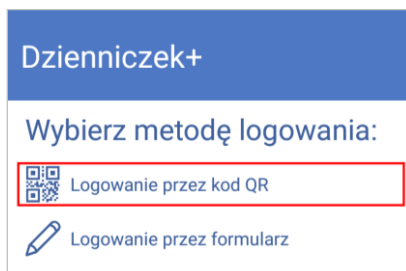 Dzienniczek+
Wybierz metodę logowania:
Logowanie przez kod QR
Logowanie przez formularz